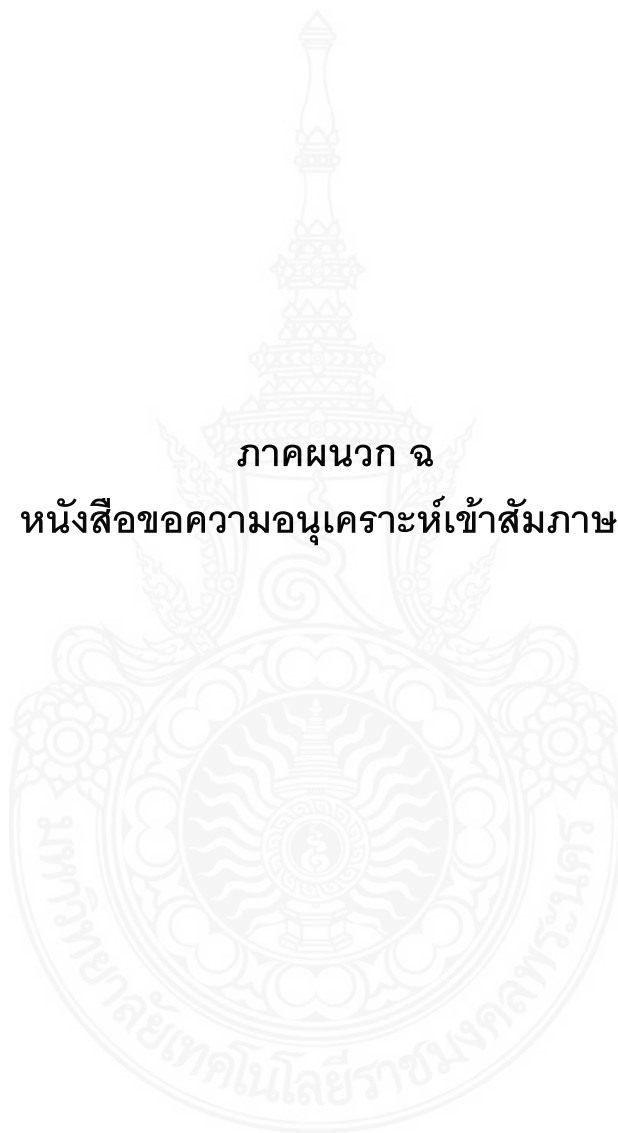 ภาคผนวก ฉ
หนังสือขอความอนุเคราะห์เข้าสัมภาษ
มหาวิทยาลัยเทคโนโลยีราชมงคลพระนคร